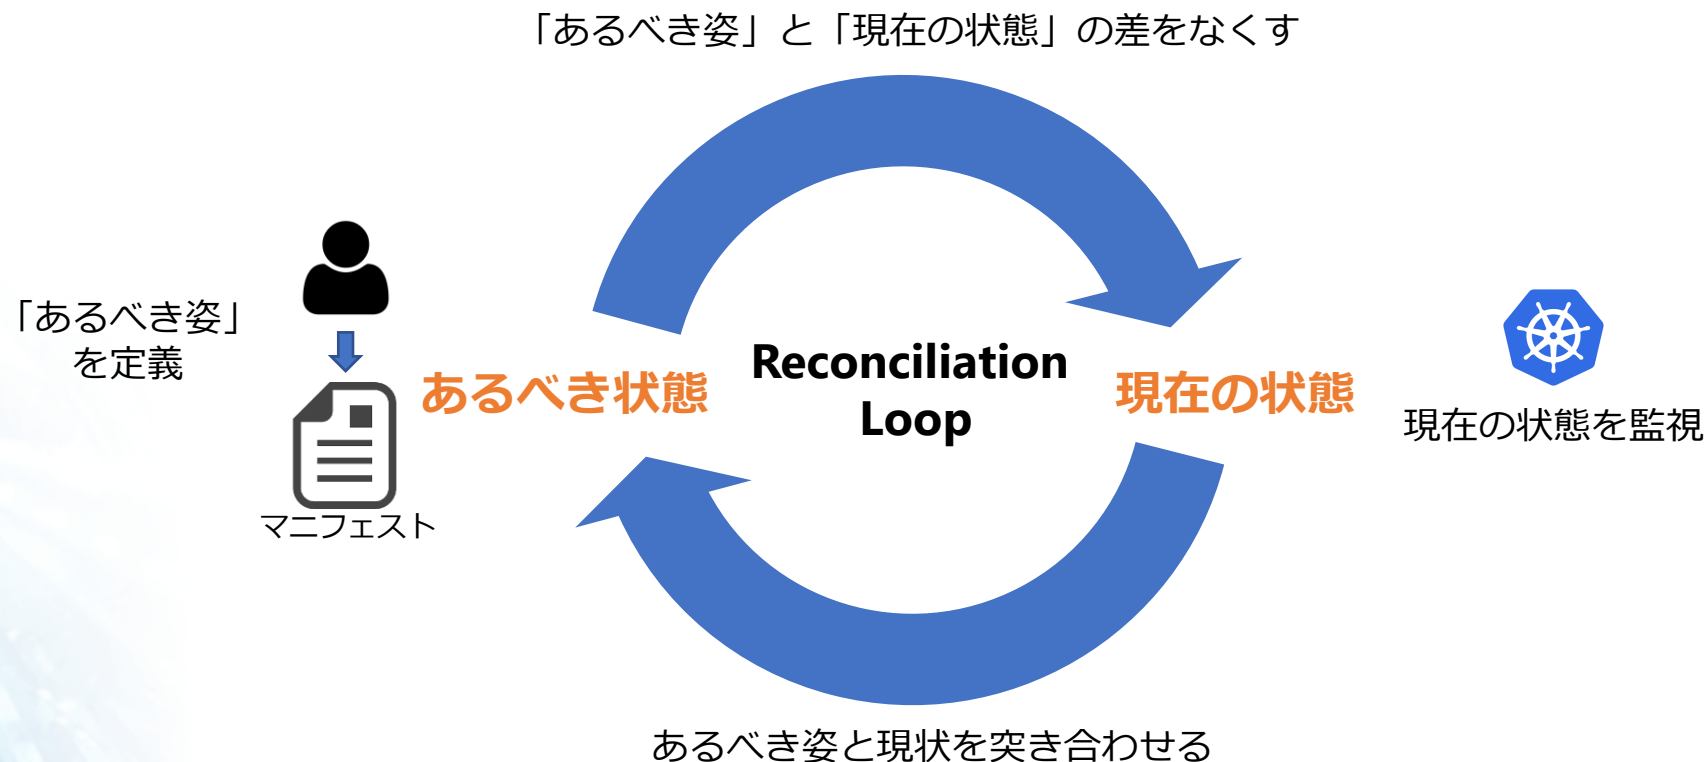 「あるべき姿」と「現在の状態」の差をなくす
「あるべき姿」
を定義
マニフェスト
あるべき状態
Reconciliation
Loop
現在の状態
現在の状態を監視
あるべき姿と現状を突き合わせる